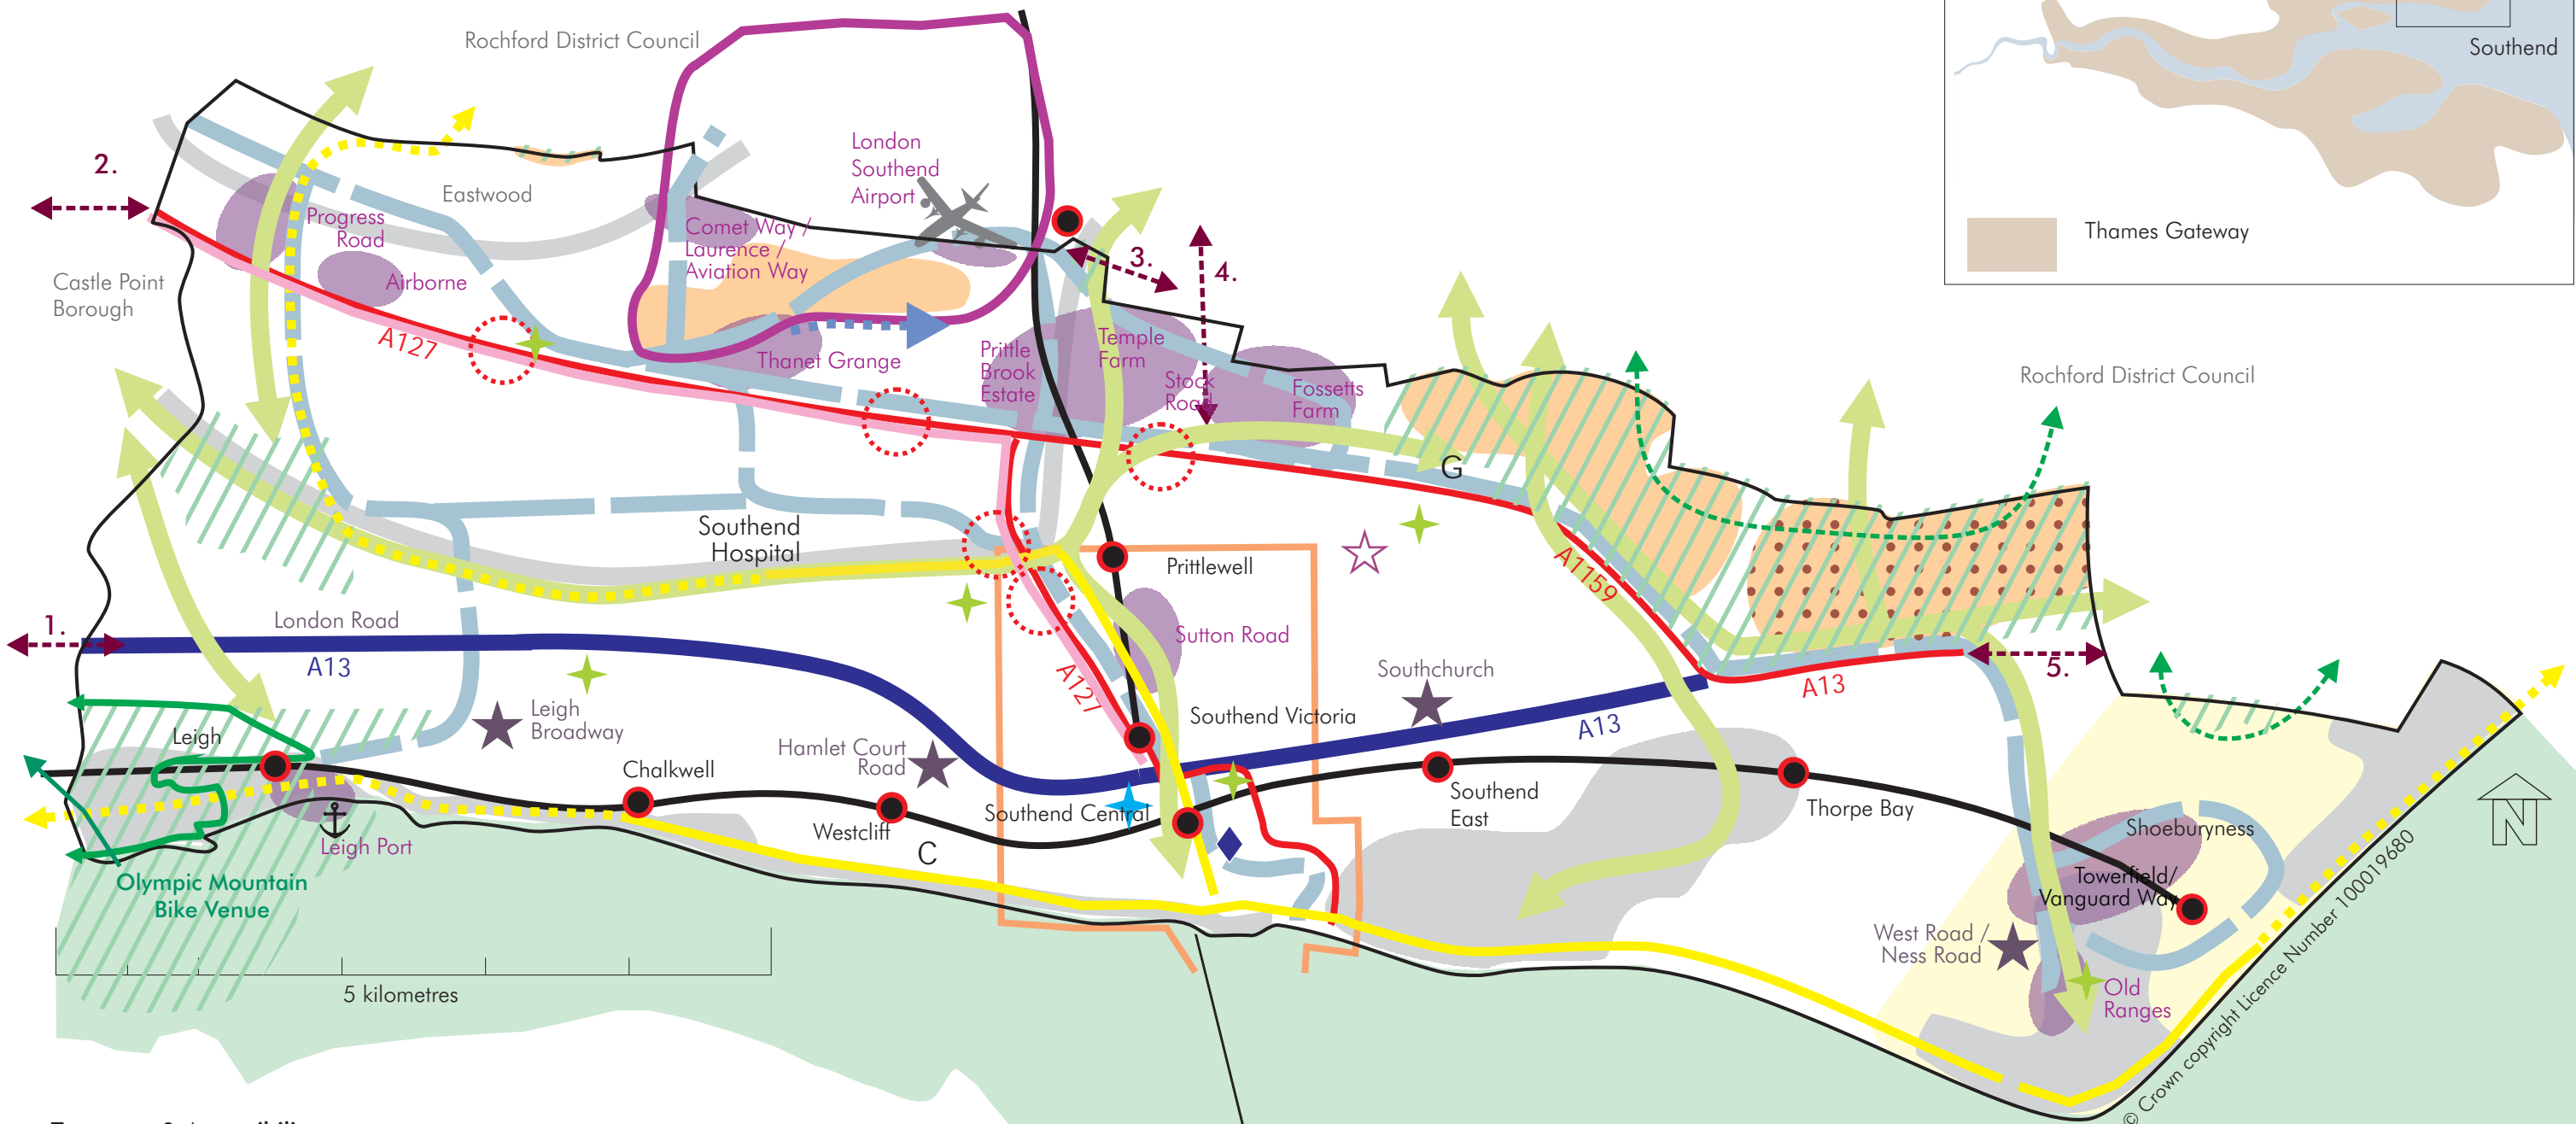 Rochford District Council
Southend
Thames Gateway
2.
London
Southend
Airport
Eastwood
Progress
Road
Comet Way /
Laurence /
Aviation Way
3.
4.
Castle Point
Borough
Airborne
A127
Thanet Grange
Prittle
Brook
Estate
Temple
Farm
Stock
Road
Fossetts
Farm
Rochford District Council
G
Southend
Hospital
Prittlewell
A1159
1.
London Road
A13
Sutton Road
A127
Southchurch
5.
A13
Leigh
Leigh
Broadway
Southend Victoria
A13
Hamlet Court
Road
Chalkwell
Southend Central
Southend
East
Thorpe Bay
Westcliff
C
Leigh Port
Shoeburyness
Towerfield/
Vanguard Way
N
Olympic Mountain
Bike Venue
West Road /
Ness Road
Old
Ranges
5 kilometres
© Crown copyright Licence Number 100019680